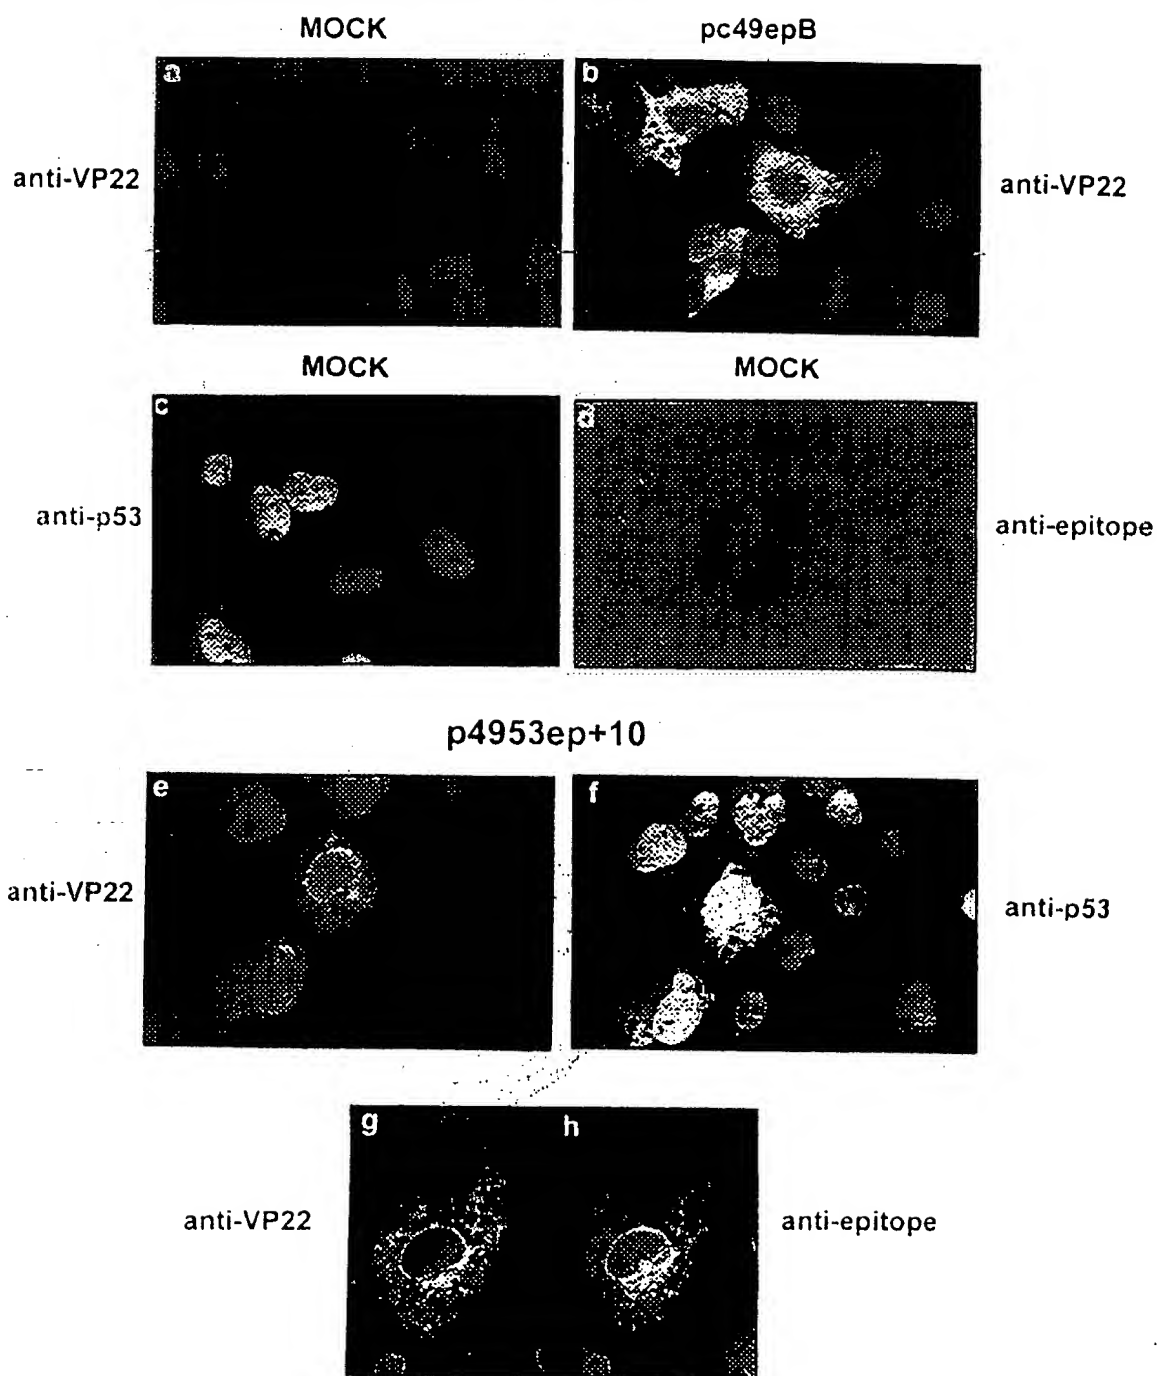 MOCK pc49epB
a b
anti-VP22 anti-VP22
MOCK MOCK
c d
anti-p53 anti-epitope
p4953ep+10
e f
anti-VP22 anti-p53
g h
anti-VP22 anti-epitope